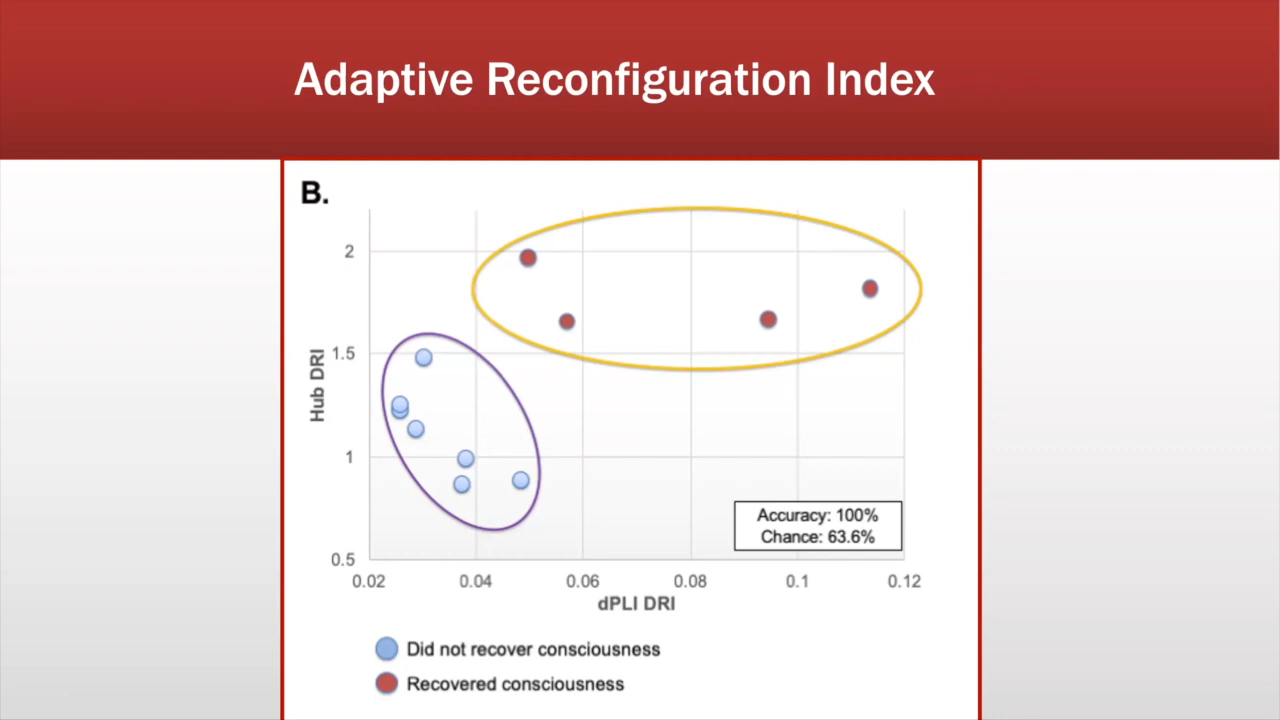 Adaptive Reconfiguration Index
B.
2
1.5
1
0.5
Hub DRI
0.02 0.04 0.06 0.08 0.1 0.12
dPLI DRI
Accuracy: 100%
Chance: 63.6%
Did not recover consciousness
Recovered consciousness